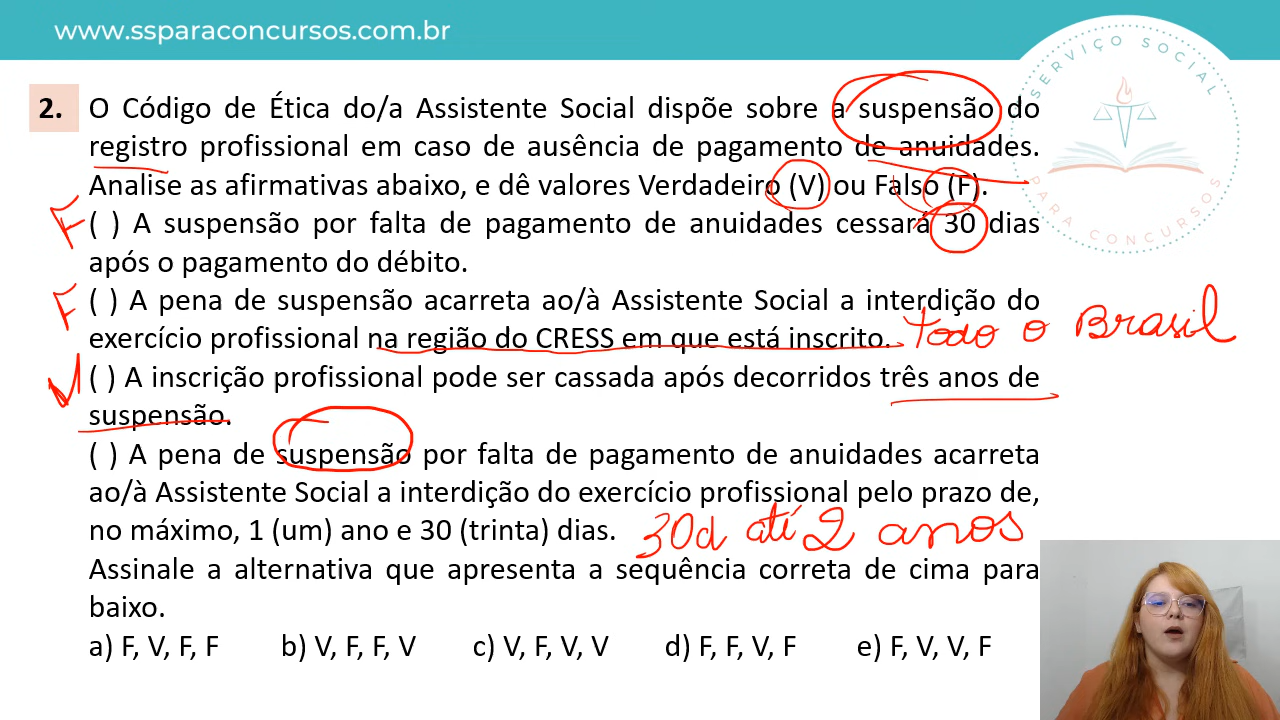 www.ssparaconcursos.com.br
SERVIÇO SOCIAL
PARA CONCURSOS
2. O Código de Ética do/a Assistente Social dispõe sobre a suspensão do
registro profissional em caso de ausência de pagamento de anuidades.
Analise as afirmativas abaixo, e dê valores Verdadeiro (V) ou Falso (F).
F ( ) A suspensão por falta de pagamento de anuidades cessará 30 dias
após o pagamento do débito.
F ( ) A pena de suspensão acarreta ao/à Assistente Social a interdição do
exercício profissional na região do CRESS em que está inscrito. todo o Brasil
V ( ) A inscrição profissional pode ser cassada após decorridos três anos de
suspensão.
( ) A pena de suspensão por falta de pagamento de anuidades acarreta
ao/à Assistente Social a interdição do exercício profissional pelo prazo de,
no máximo, 1 (um) ano e 30 (trinta) dias. 30d até 2 anos
Assinale a alternativa que apresenta a sequência correta de cima para
baixo.
a) F, V, F, F b) V, F, F, V c) V, F, V, V d) F, F, V, F e) F, V, V, F